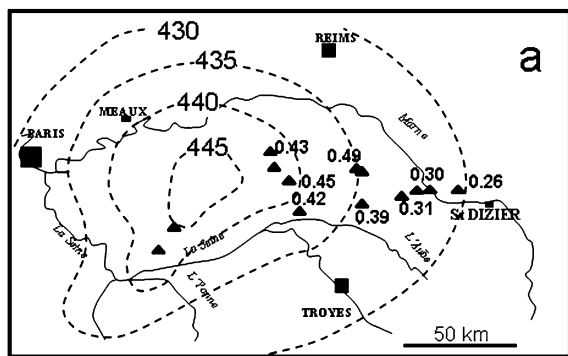 430
REIMS
a
435
440
MEAUX
PARIS
Marne
445
0.43
0.49
0.45
0.30
0.26
0.42
0.39
0.31
St DIZIER
La Seine
La Seine
L'Aube
L'Yonne
TROYES
50 km